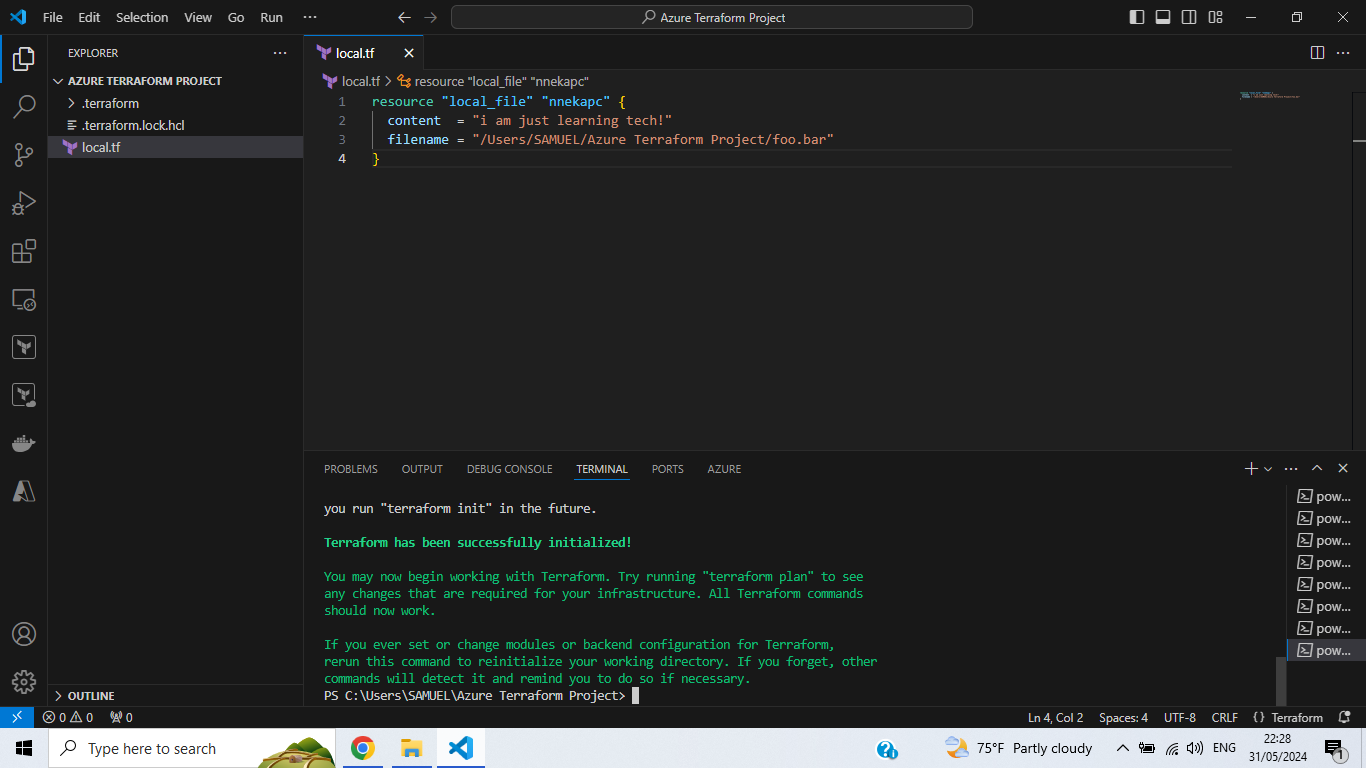 File Edit Selection View Go Run ···
Azure Terraform Project
EXPLORER
AZURE TERRAFORM PROJECT
.terraform
.terraform.lock.hcl
local.tf
OUTLINE
local.tf
local.tf > resource "local_file" "nnekapc"
1 resource "local_file" "nnekapc" {
2 content  = "i am just learning tech!"
3 filename = "/Users/SAMUEL/Azure Terraform Project/foo.bar"
4 }
PROBLEMS OUTPUT DEBUG CONSOLE TERMINAL PORTS AZURE
you run "terraform init" in the future.
Terraform has been successfully initialized!
You may now begin working with Terraform. Try running "terraform plan" to see
any changes that are required for your infrastructure. All Terraform commands
should now work.
If you ever set or change modules or backend configuration for Terraform,
rerun this command to reinitialize your working directory. If you forget, other
commands will detect it and remind you to do so if necessary.
PS C:\Users\SAMUEL\Azure Terraform Project>
pow...
pow...
pow...
pow...
pow...
pow...
pow...
pow...
0 0 0 Ln 4, Col 2 Spaces: 4 UTF-8 CRLF {} Terraform
Type here to search
75°F Partly cloudy
ENG
22:28
31/05/2024
1